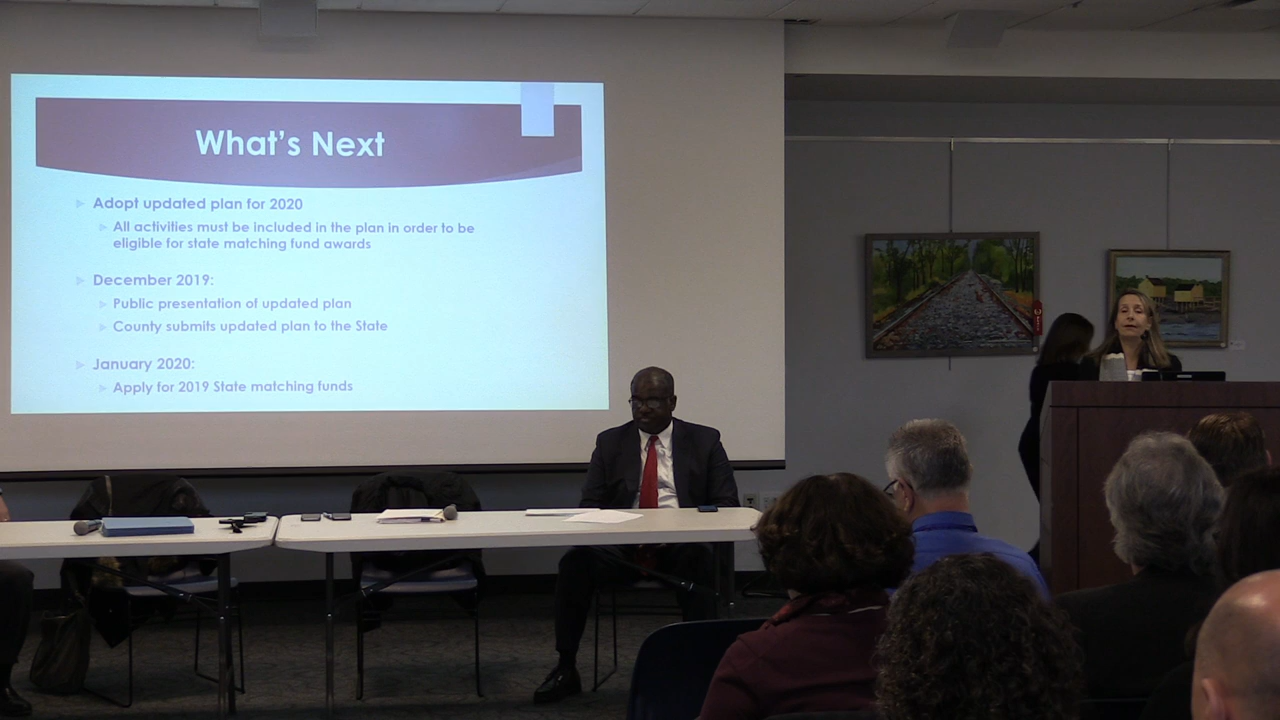 What's Next
Adopt updated plan for 2020
All activities must be included in the plan in order to be
eligible for state matching fund awards
December 2019:
Public presentation of updated plan
County submits updated plan to the State
January 2020:
Apply for 2019 State matching funds